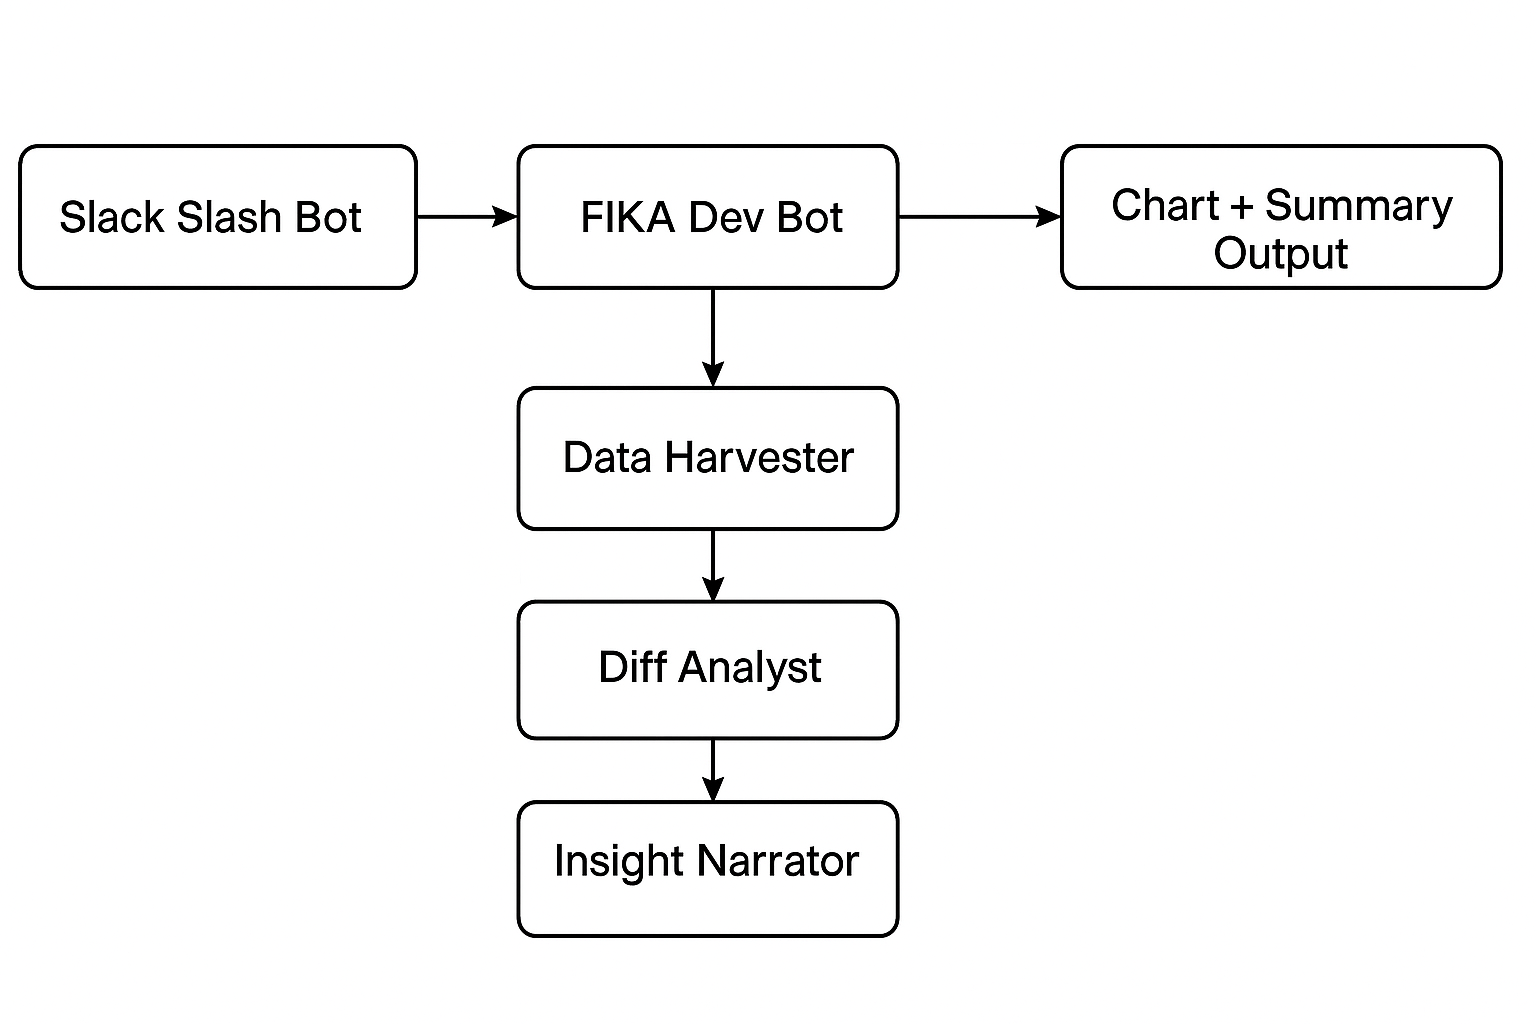 Slack Slash Bot
FIKA Dev Bot
Chart + Summary
Output
Data Harvester
Diff Analyst
Insight Narrator